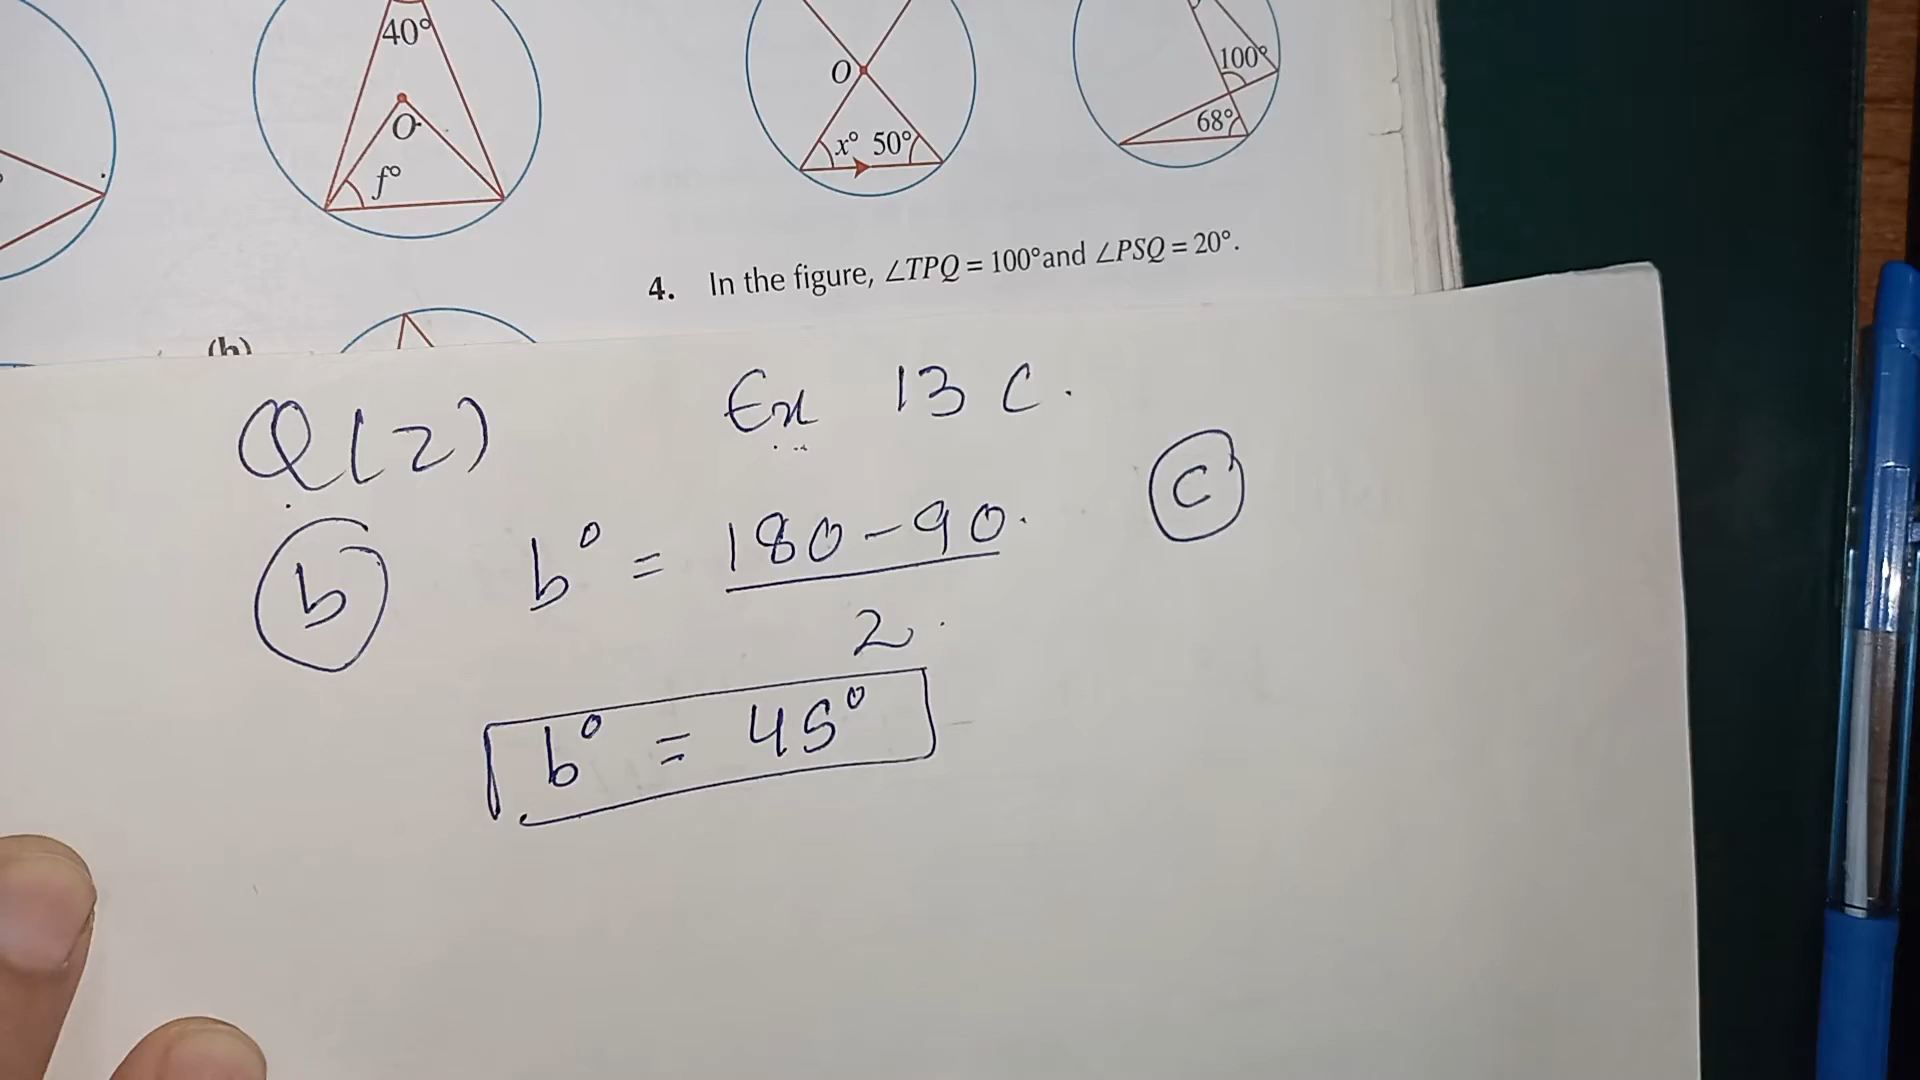 40°
O
f°
O
x° 50°
100°
68°
4. In the figure, ∠TPQ = 100°and ∠PSQ = 20°.
(h)
Q(2) Ex 13 C.
b b° = 180-90. C
2.
b° = 45°